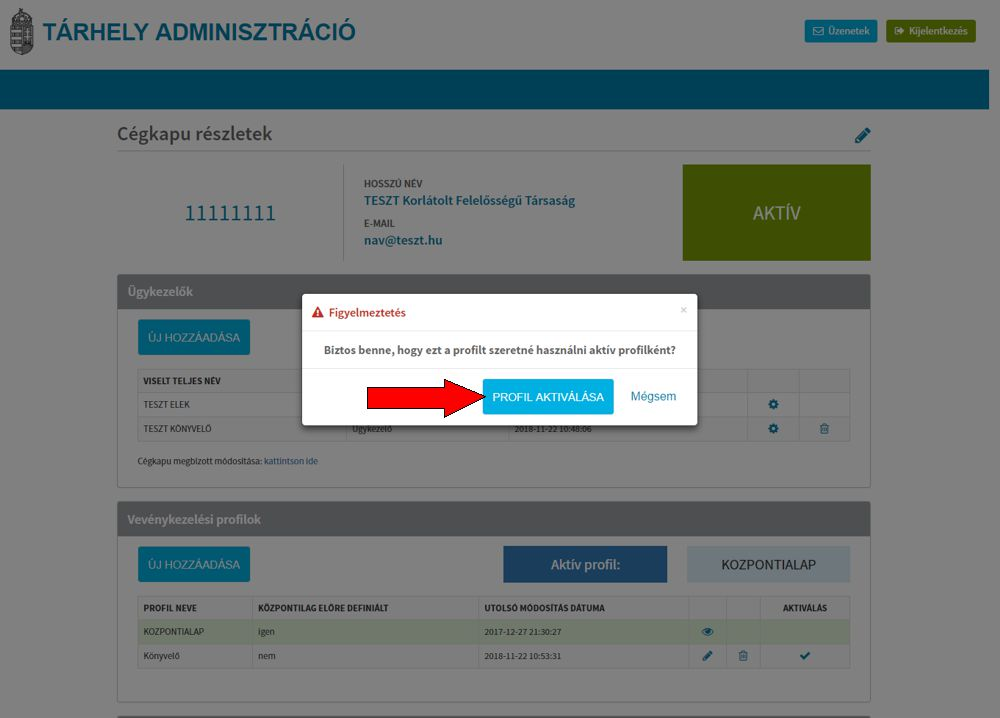 TÁRHELY ADMINISZTRÁCIÓ
Üzenetek
Kijelentkezés
Cégkapu részletek
11111111
HOSSZÚ NÉV
TESZT Korlátolt Felelősségű Társaság
E-MAIL
nav@teszt.hu
AKTÍV
Ügykezelők
ÚJ HOZZÁADÁSA
Figyelmeztetés
×
Biztos benne, hogy ezt a profilt szeretné használni aktív profilként?
PROFIL AKTIVÁLÁSA Mégsem
VISELT TELJES NÉV
TESZT ELEK
TESZT KÖNYVELŐ Ügykezelő 2018-11-22 10:48:06
Cégkapu megbízott módosítása: kattintson ide
Vevénykezelési profilok
ÚJ HOZZÁADÁSA
Aktív profil: KOZPONTIALAP
PROFIL NEVE KÖZPONTILAG ELŐRE DEFINIÁLT UTOLSÓ MÓDOSÍTÁS DÁTUMA AKTIVÁLÁS
KOZPONTIALAP igen 2017-12-27 21:30:27
Könyvelő nem 2018-11-22 10:53:31